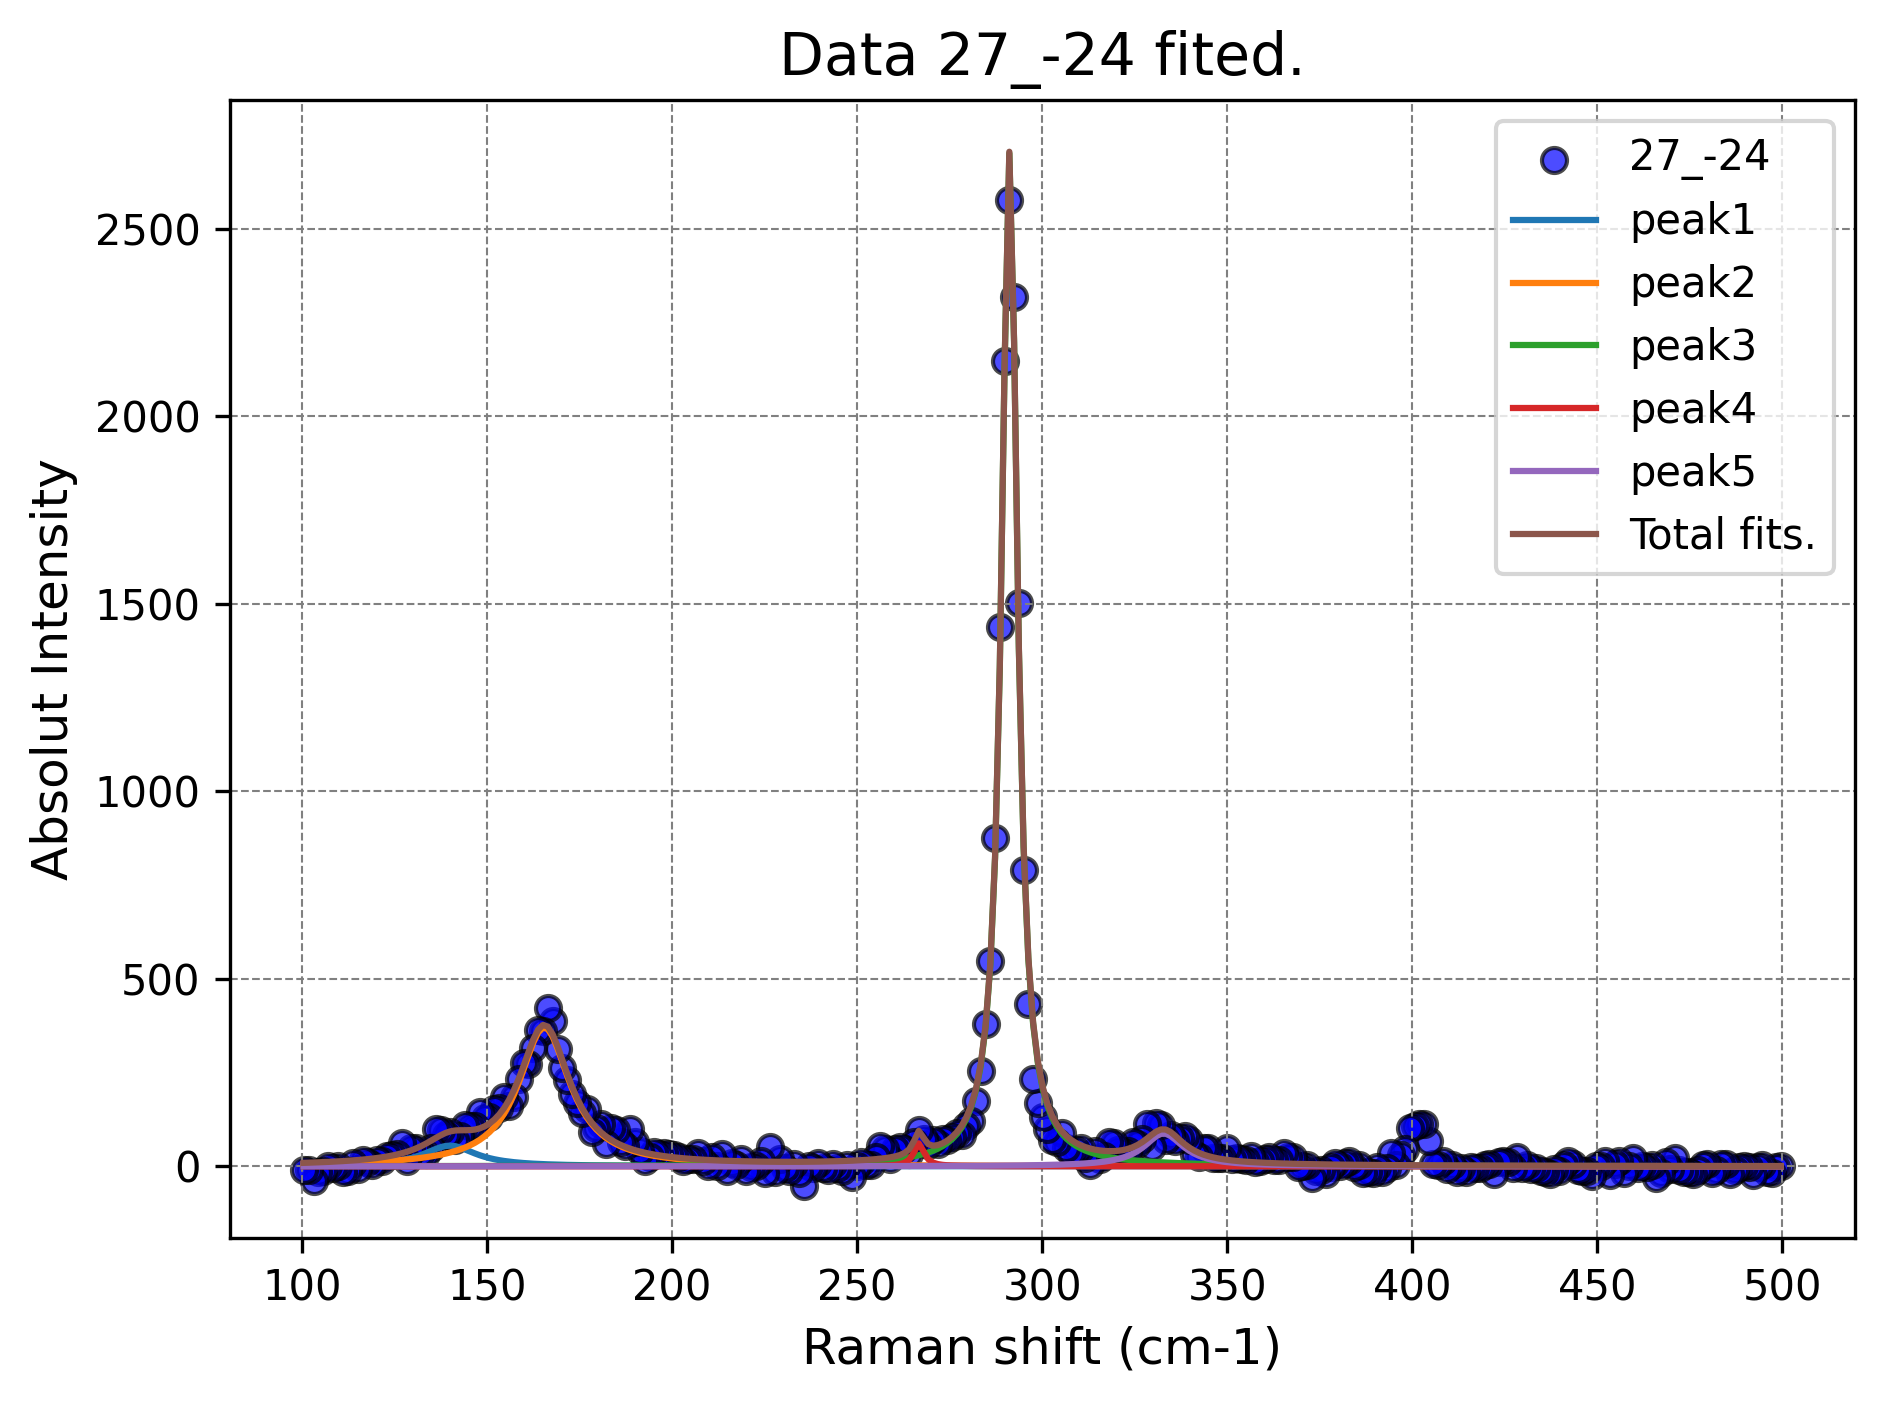 Data 27_-24 fited.
27_-24
peak1
peak2
peak3
peak4
peak5
Total fits.
Absolut Intensity
2500
2000
1500
1000
500
0
100 150 200 250 300 350 400 450 500
Raman shift (cm-1)